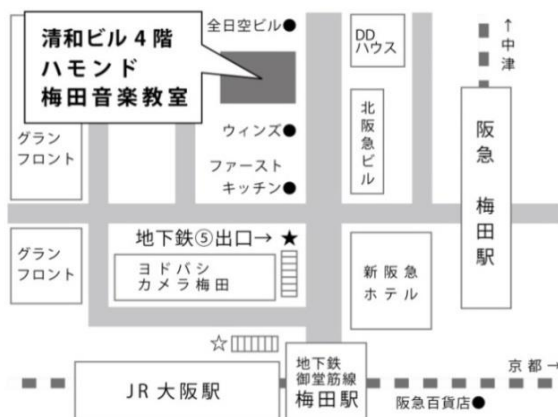 清和ビル４階
ハモンド
梅田音楽教室
全日空ビル●
DD
ハウス
↑中津
グラン
フロント
ウィンズ●
北阪急ビル
阪急 梅田駅
ファースト
キッチン●
地下鉄⑤出口→ ★
グラン
フロント
ヨドバシ
カメラ梅田
新阪急
ホテル
☆
地下鉄
御堂筋線
梅田駅
京都→
JR 大阪駅
阪急百貨店●